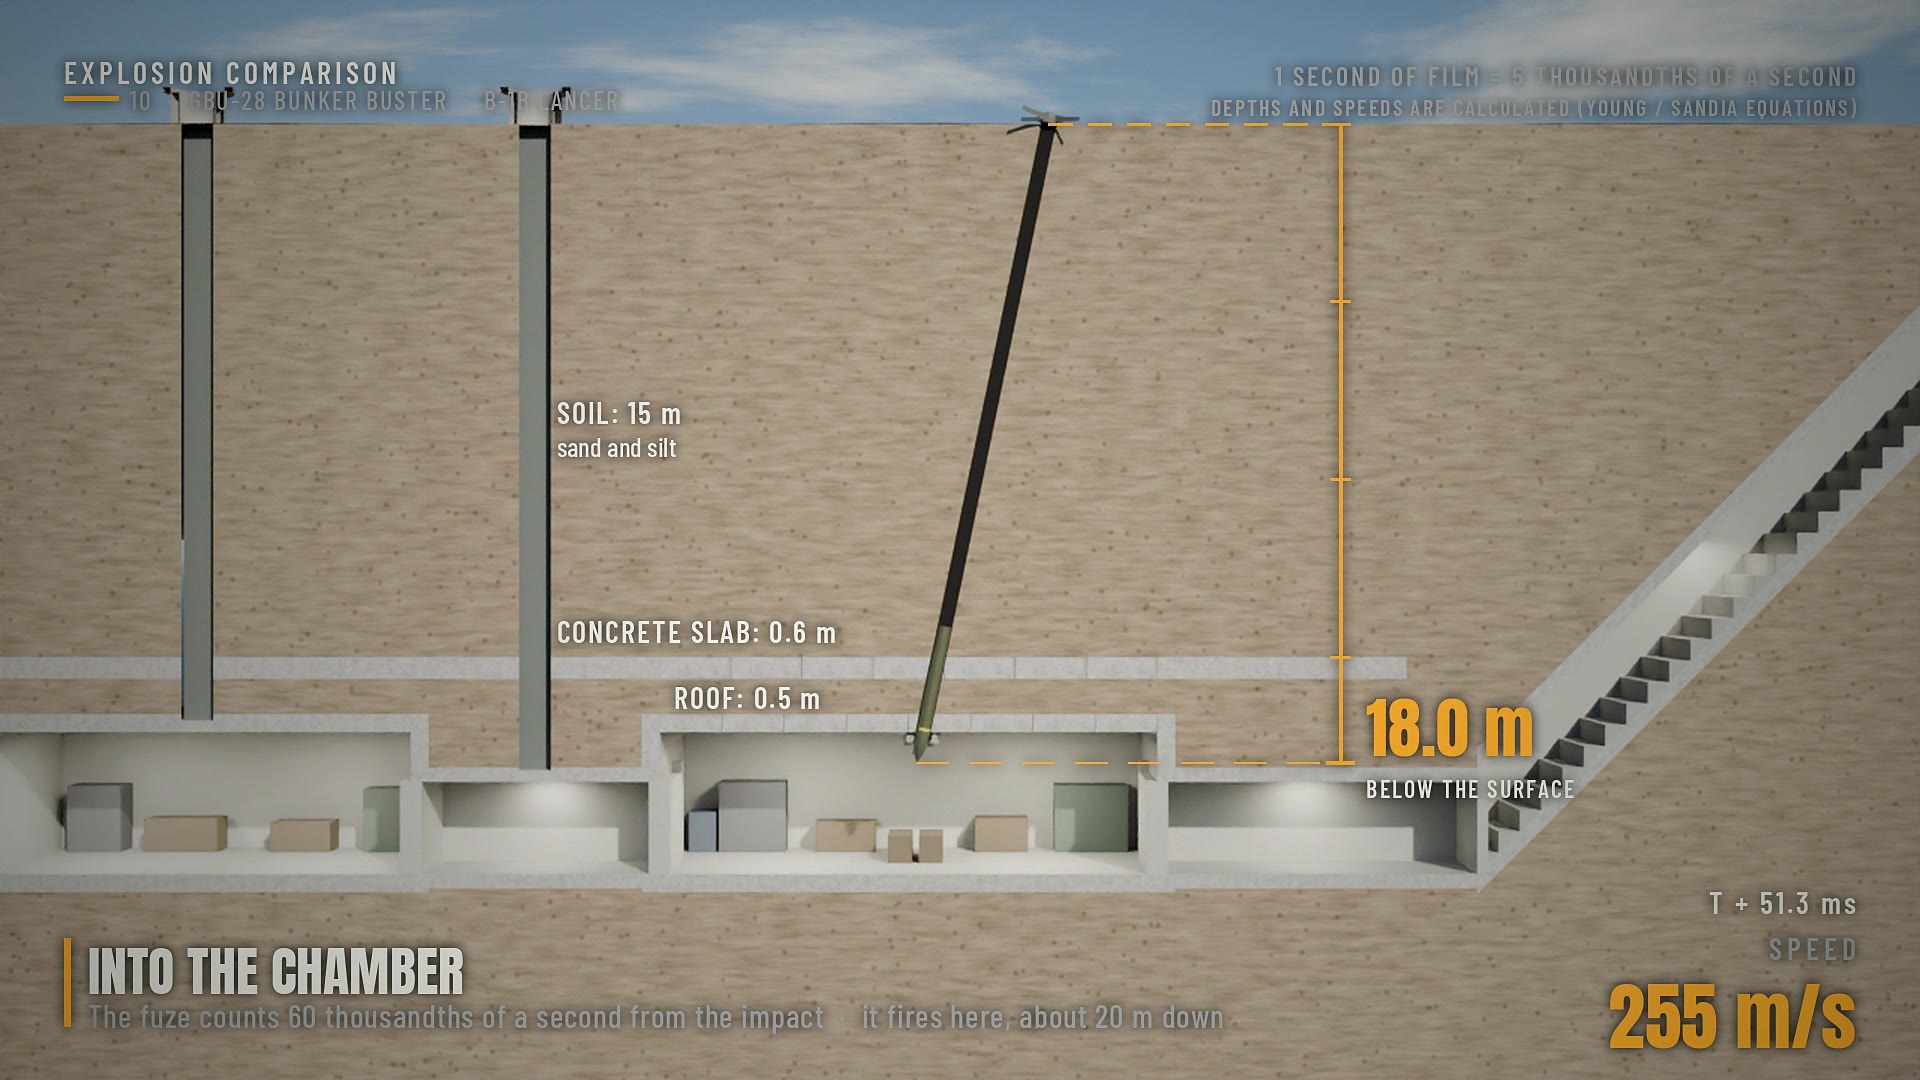 EXPLOSION COMPARISON
10 GBU-28 BUNKER BUSTER B-1B LANCER
1 SECOND OF FILM = 5 THOUSANDTHS OF A SECOND
DEPTHS AND SPEEDS ARE CALCULATED (YOUNG / SANDIA EQUATIONS)
SOIL: 15 m
sand and silt
CONCRETE SLAB: 0.6 m
ROOF: 0.5 m
18.0 m
BELOW THE SURFACE
T + 51.3 ms
SPEED
255 m/s
INTO THE CHAMBER
The fuze counts 60 thousandths of a second from the impact · it fires here, about 20 m down